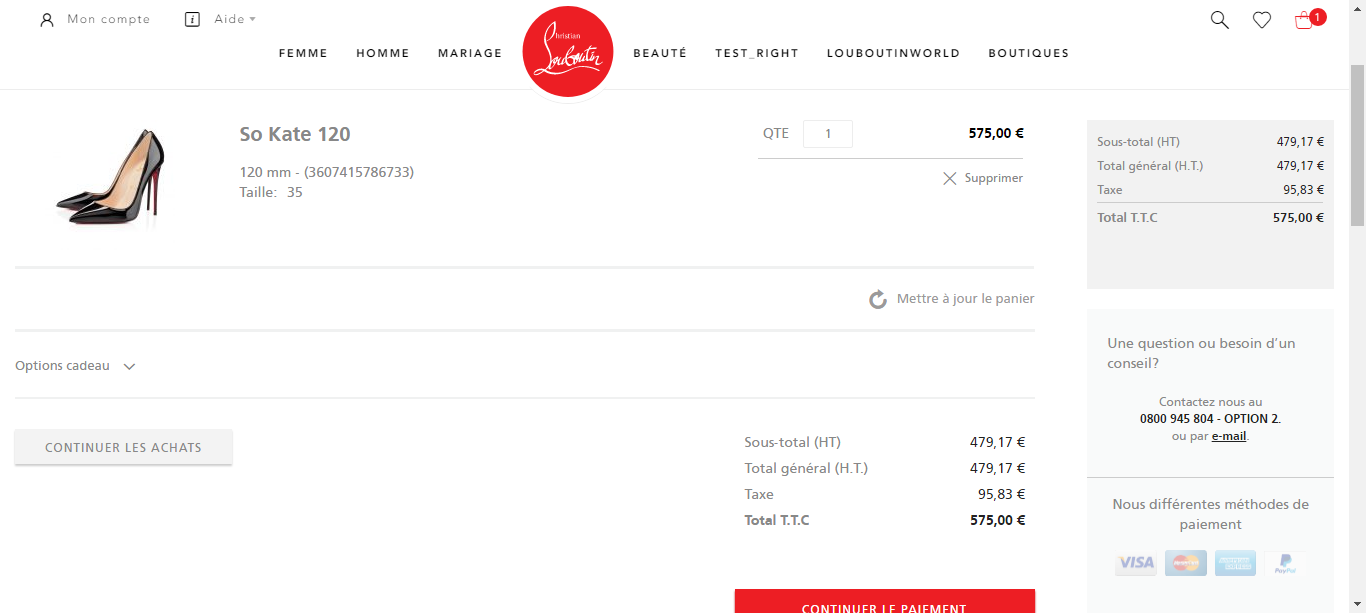 Mon compte
i
Aide
1
FEMME HOMME MARIAGE
Christian
Louboutin
BEAUTÉ TEST_RIGHT LOUBOUTINWORLD BOUTIQUES
So Kate 120
120 mm - (3607415786733)
Taille: 35
QTE 1 575,00 €
Supprimer
Mettre à jour le panier
Options cadeau
CONTINUER LES ACHATS
Sous-total (HT) 479,17 €
Total général (H.T.) 479,17 €
Taxe 95,83 €
Total T.T.C 575,00 €
CONTINUER LE PAIEMENT
Sous-total (HT) 479,17 €
Total général (H.T.) 479,17 €
Taxe 95,83 €
Total T.T.C 575,00 €
Une question ou besoin d’un
conseil?
Contactez nous au
0800 945 804 - OPTION 2.
ou par e-mail.
Nous différentes méthodes de
paiement
VISA MasterCard AMERICAN EXPRESS PayPal